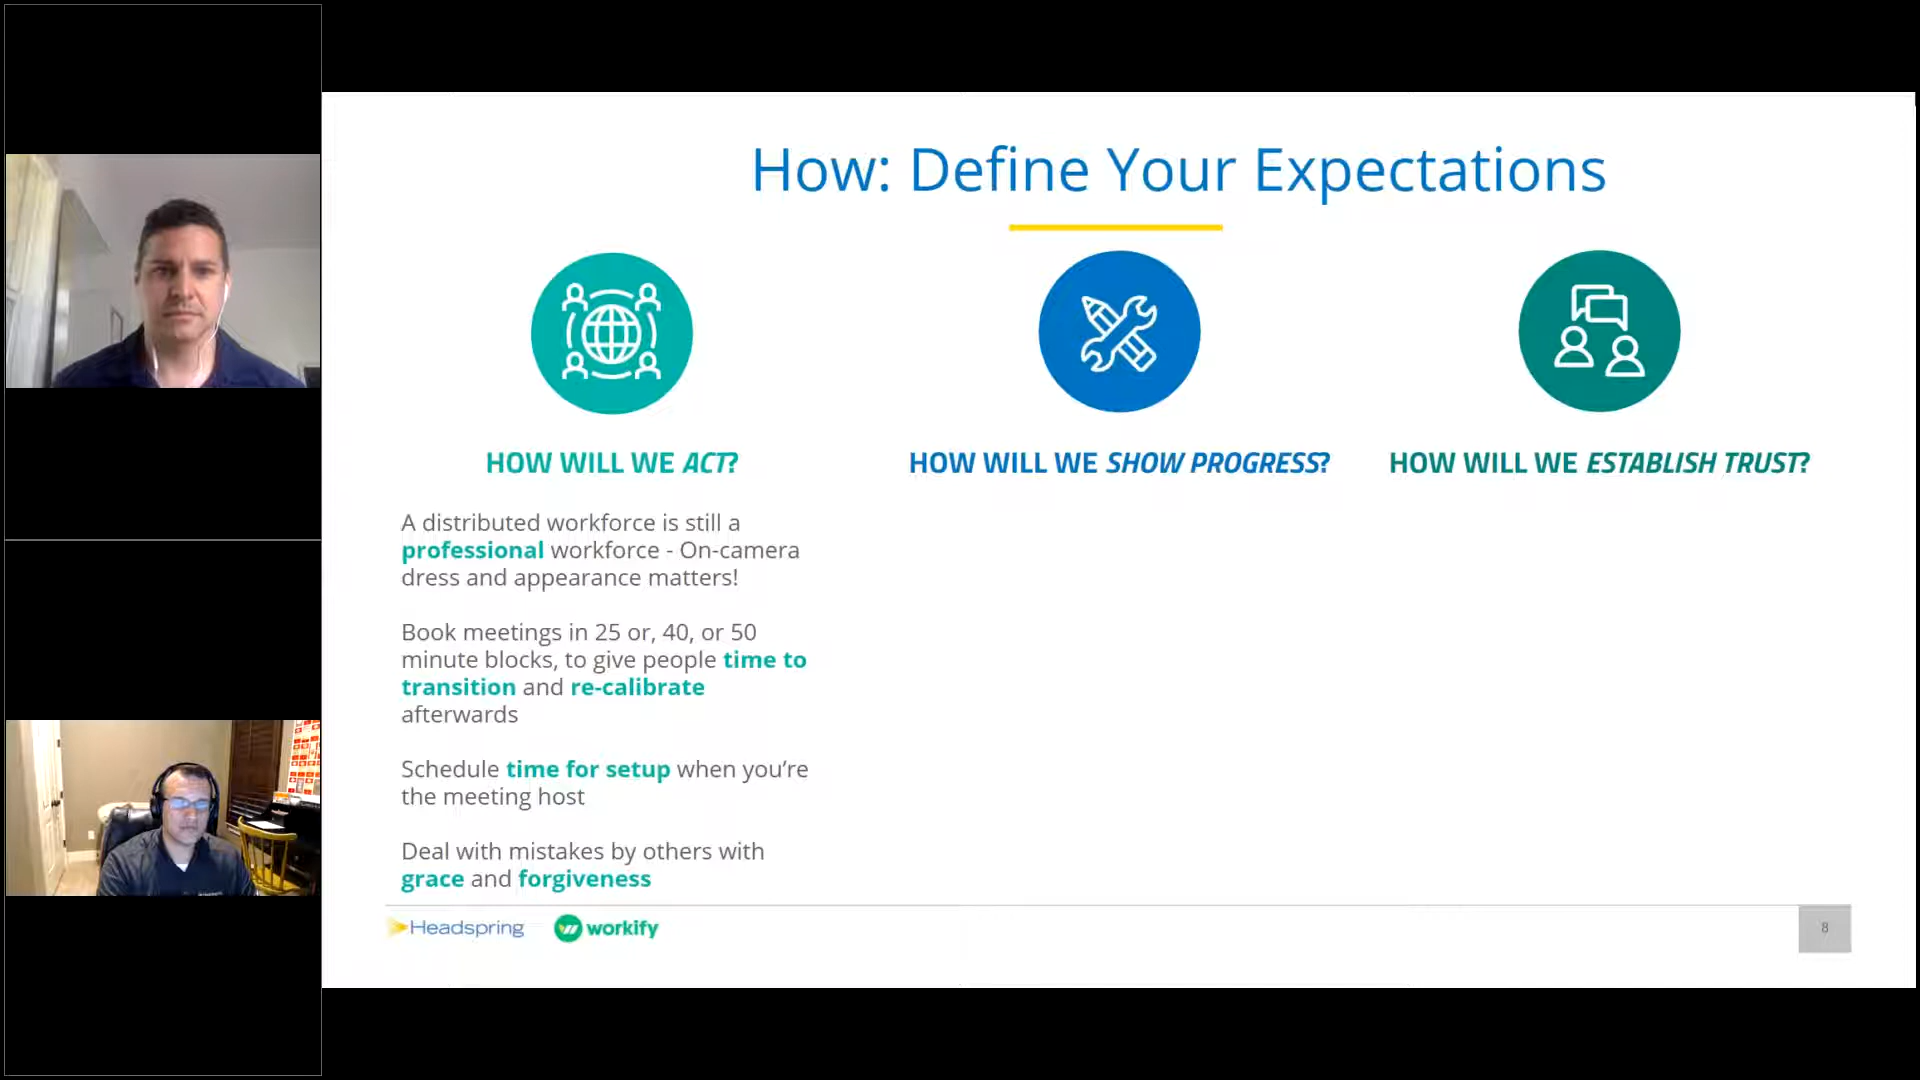 How: Define Your Expectations
HOW WILL WE ACT?
A distributed workforce is still a
professional workforce - On-camera
dress and appearance matters!
Book meetings in 25 or, 40, or 50
minute blocks, to give people time to
transition and re-calibrate
afterwards
Schedule time for setup when you’re
the meeting host
Deal with mistakes by others with
grace and forgiveness
HOW WILL WE SHOW PROGRESS?
HOW WILL WE ESTABLISH TRUST?
Headspring
workify
8